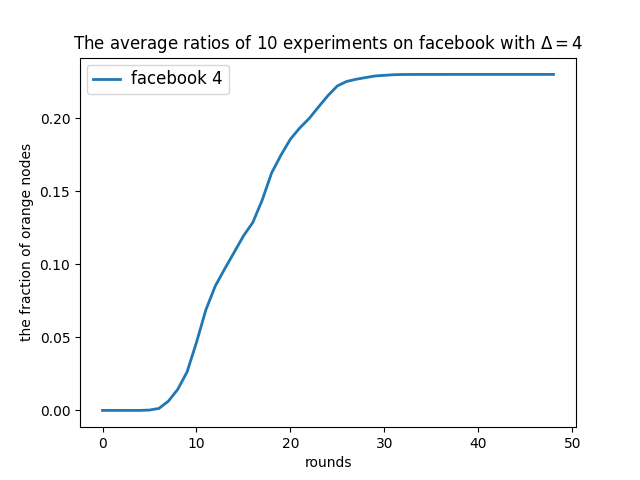 The average ratios of 10 experiments on facebook with Δ = 4
facebook 4
the fraction of orange nodes
0.20
0.15
0.10
0.05
0.00
0 10 20 30 40 50
rounds